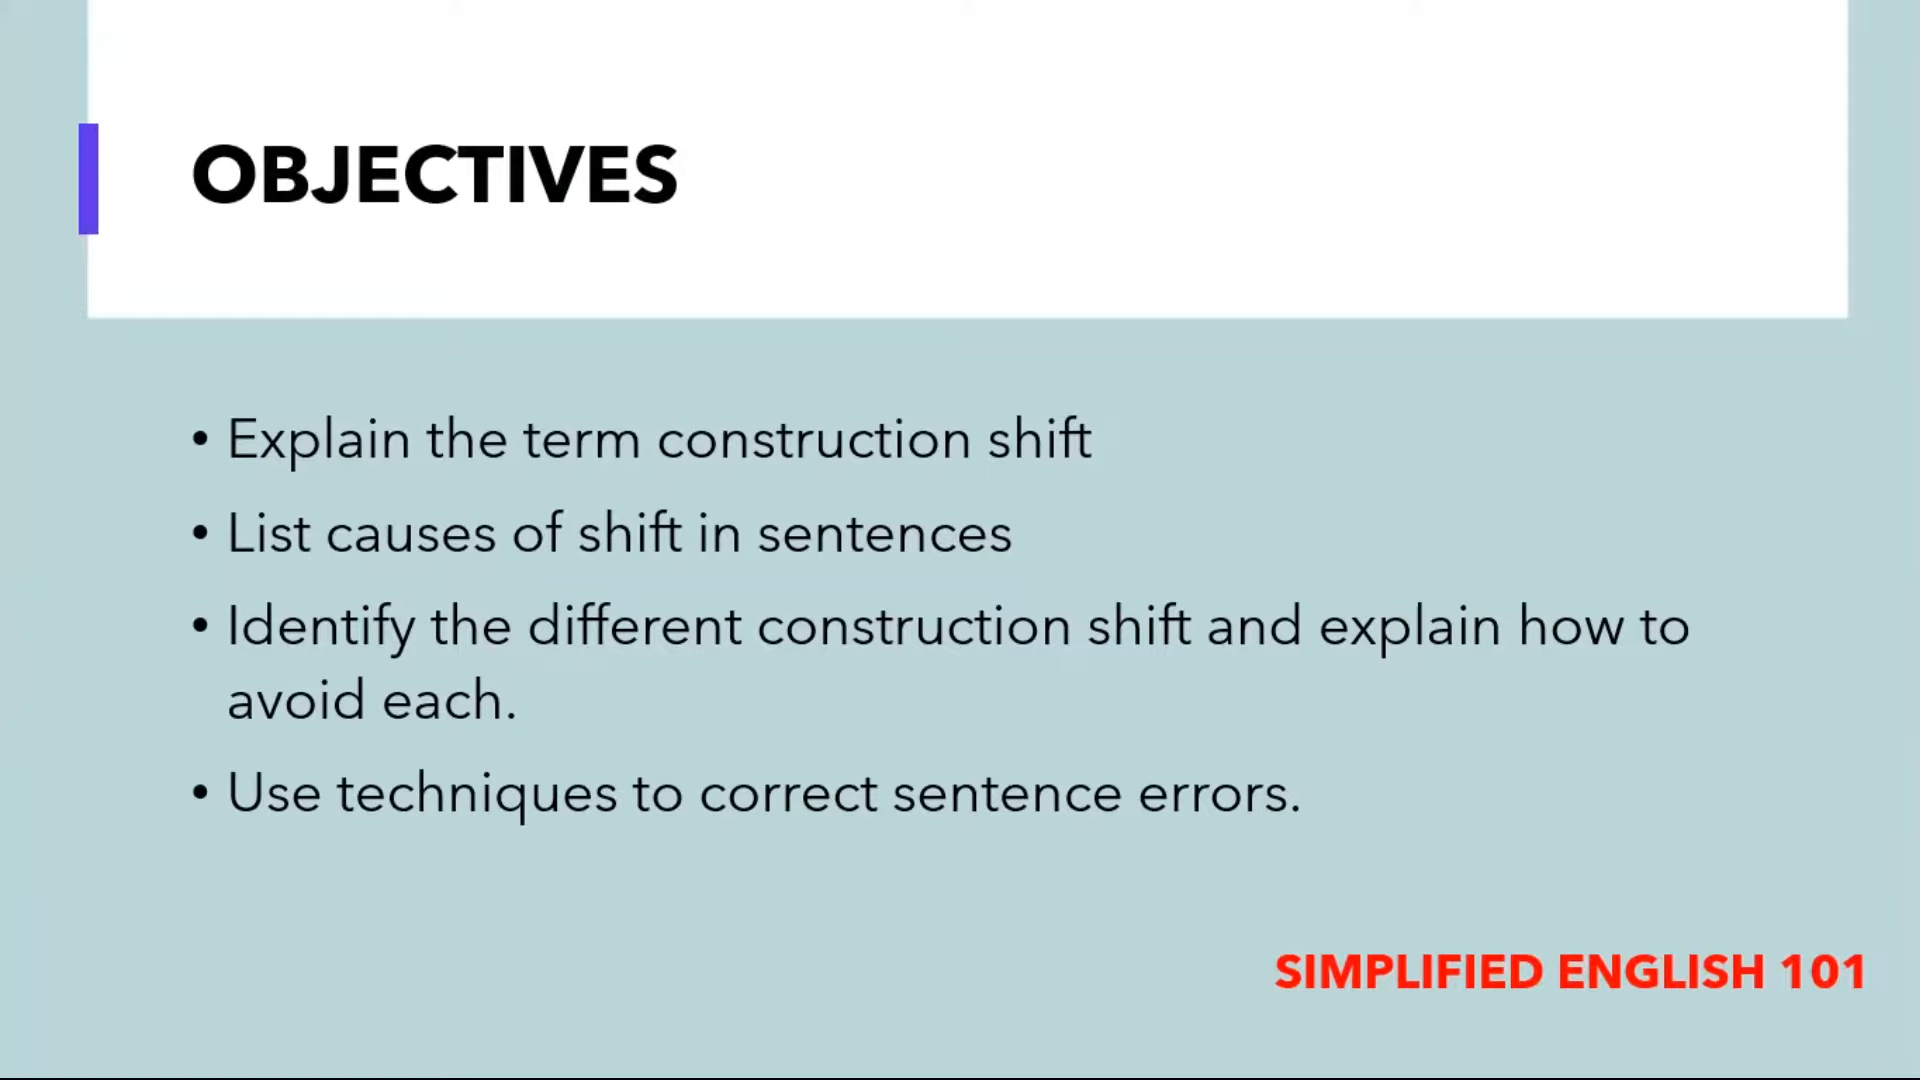 OBJECTIVES
• Explain the term construction shift
• List causes of shift in sentences
• Identify the different construction shift and explain how to
avoid each.
• Use techniques to correct sentence errors.
SIMPLIFIED ENGLISH 101